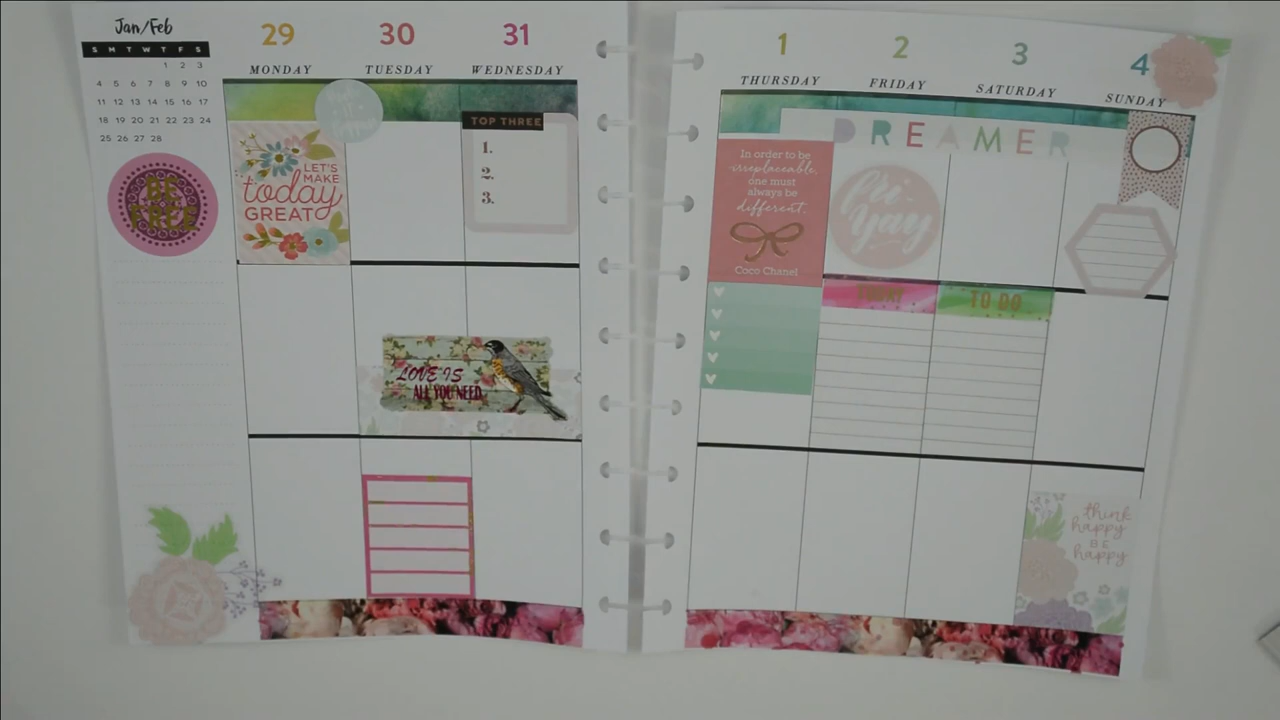 Jan/Feb
S M T W T F S
1 2 3
4 5 6 7 8 9 10
11 12 13 14 15 16 17
18 19 20 21 22 23 24
25 26 27 28
BE
FREE
29
MONDAY
30
TUESDAY
31
WEDNESDAY
LET'S
MAKE
today
GREAT
TOP THREE
1.
2.
3.
LOVE IS
ALL YOU NEED
1
THURSDAY
2
FRIDAY
3
SATURDAY
4
SUNDAY
DREAMER
In order to be
irreplaceable,
one must
always be
different.
Coco Chanel
fri-
yay
TODAY
TO DO
think
happy
BE
happy